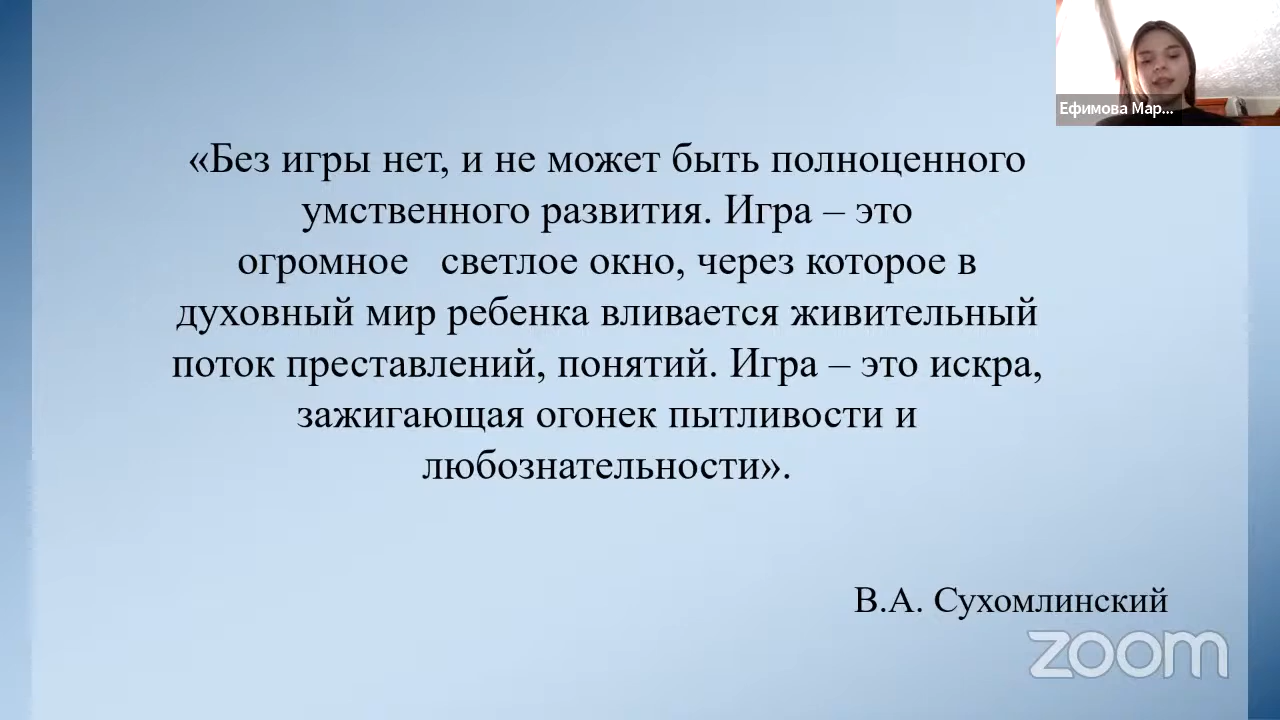 Ефимова Мар...
«Без игры нет, и не может быть полноценного
умственного развития. Игра – это
огромное   светлое окно, через которое в
духовный мир ребенка вливается живительный
поток преставлений, понятий. Игра – это искра,
зажигающая огонек пытливости и
любознательности».
В.А. Сухомлинский
zoom